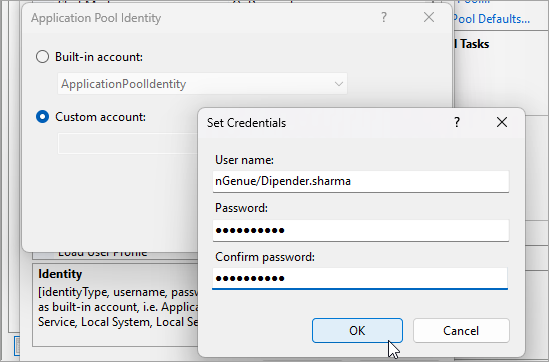 Pool Defaults...
l Tasks
Application Pool Identity
?
Built-in account:
ApplicationPoolIdentity
Custom account:
Set Credentials
?
User name:
nGenue/Dipender.sharma
Password:
••••••••••
Confirm password:
••••••••••
OK
Cancel
Load User Profile
Identity
[identityType, username, passw
as built-in account, i.e. Applica
Service, Local System, Local Se